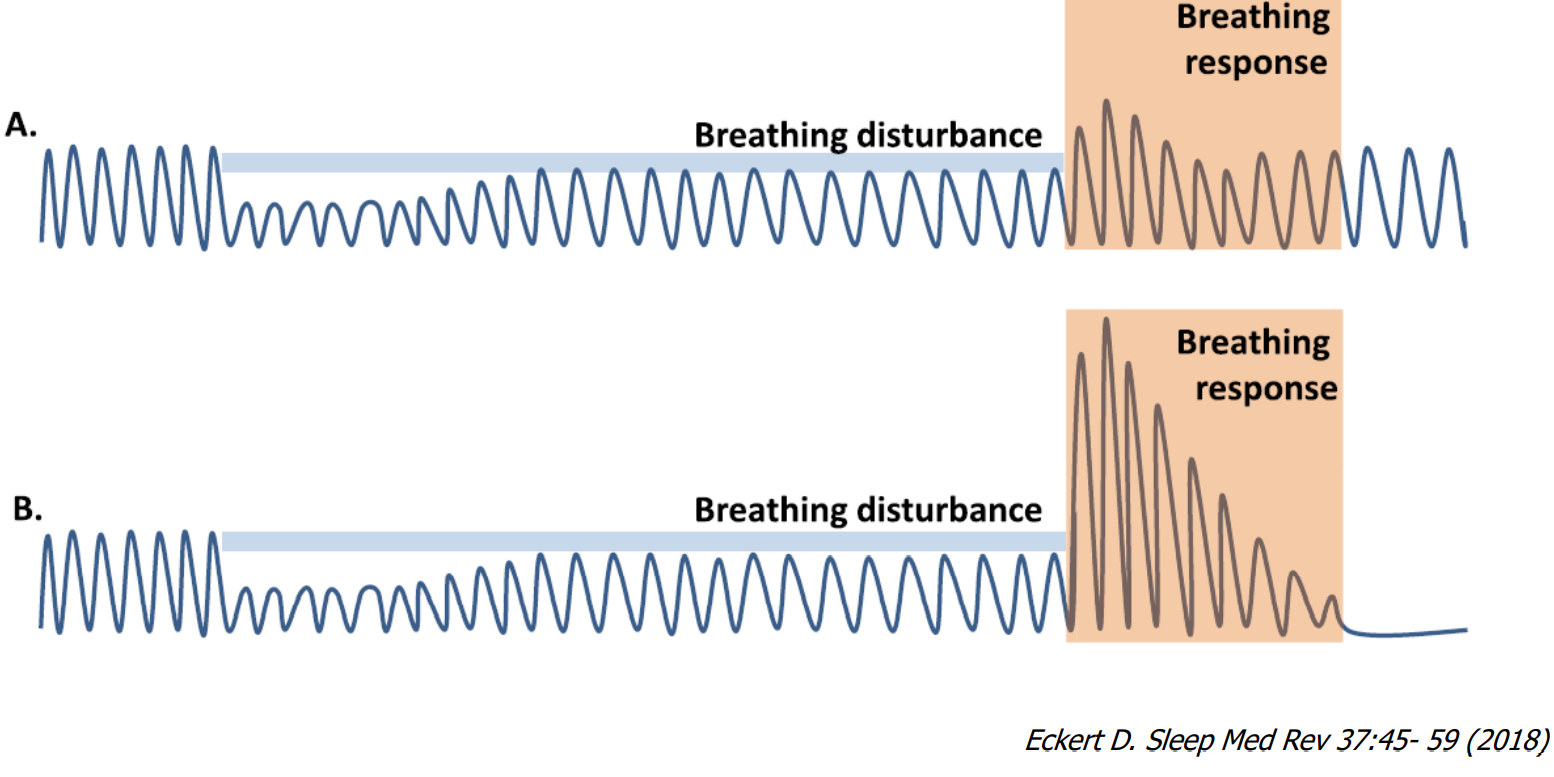 Breathing
response
A.
Breathing disturbance
Breathing
response
B.
Breathing disturbance
Eckert D. Sleep Med Rev 37:45- 59 (2018)